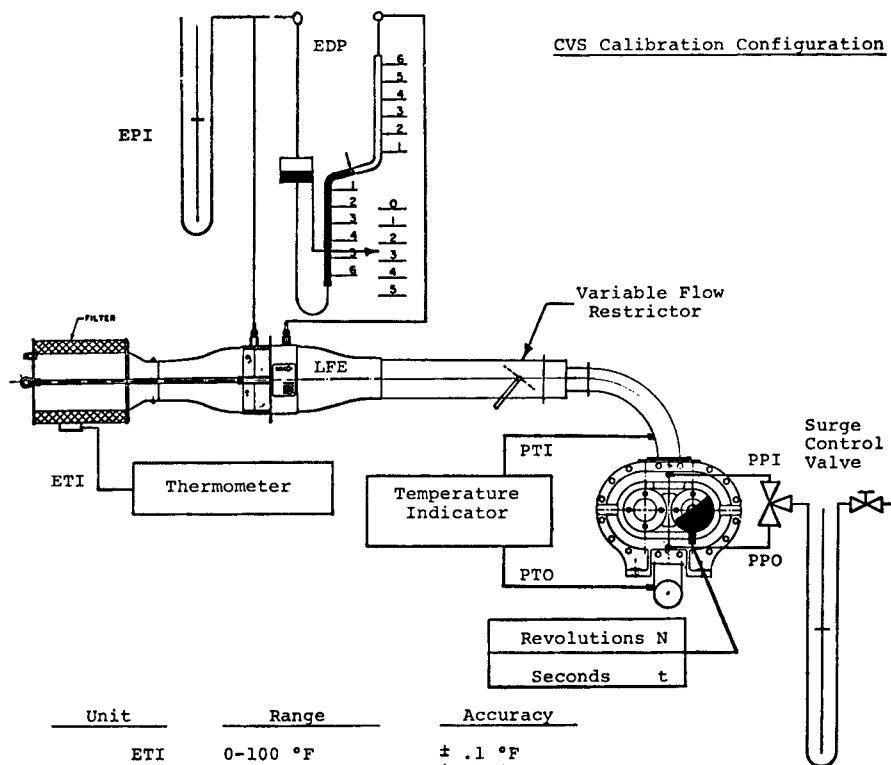 CVS Calibration Configuration
EDP
EPI
6
5
4
3
2
1
1
2
3
4
5
6
0
1
2
3
4
5
FILTER
LFE
Variable Flow
Restrictor
ETI
Thermometer
PTI
Temperature
Indicator
PTO
PPI
PPO
Surge
Control
Valve
Revolutions N
Seconds t
Unit Range Accuracy
ETI 0-100 °F ± .1 °F